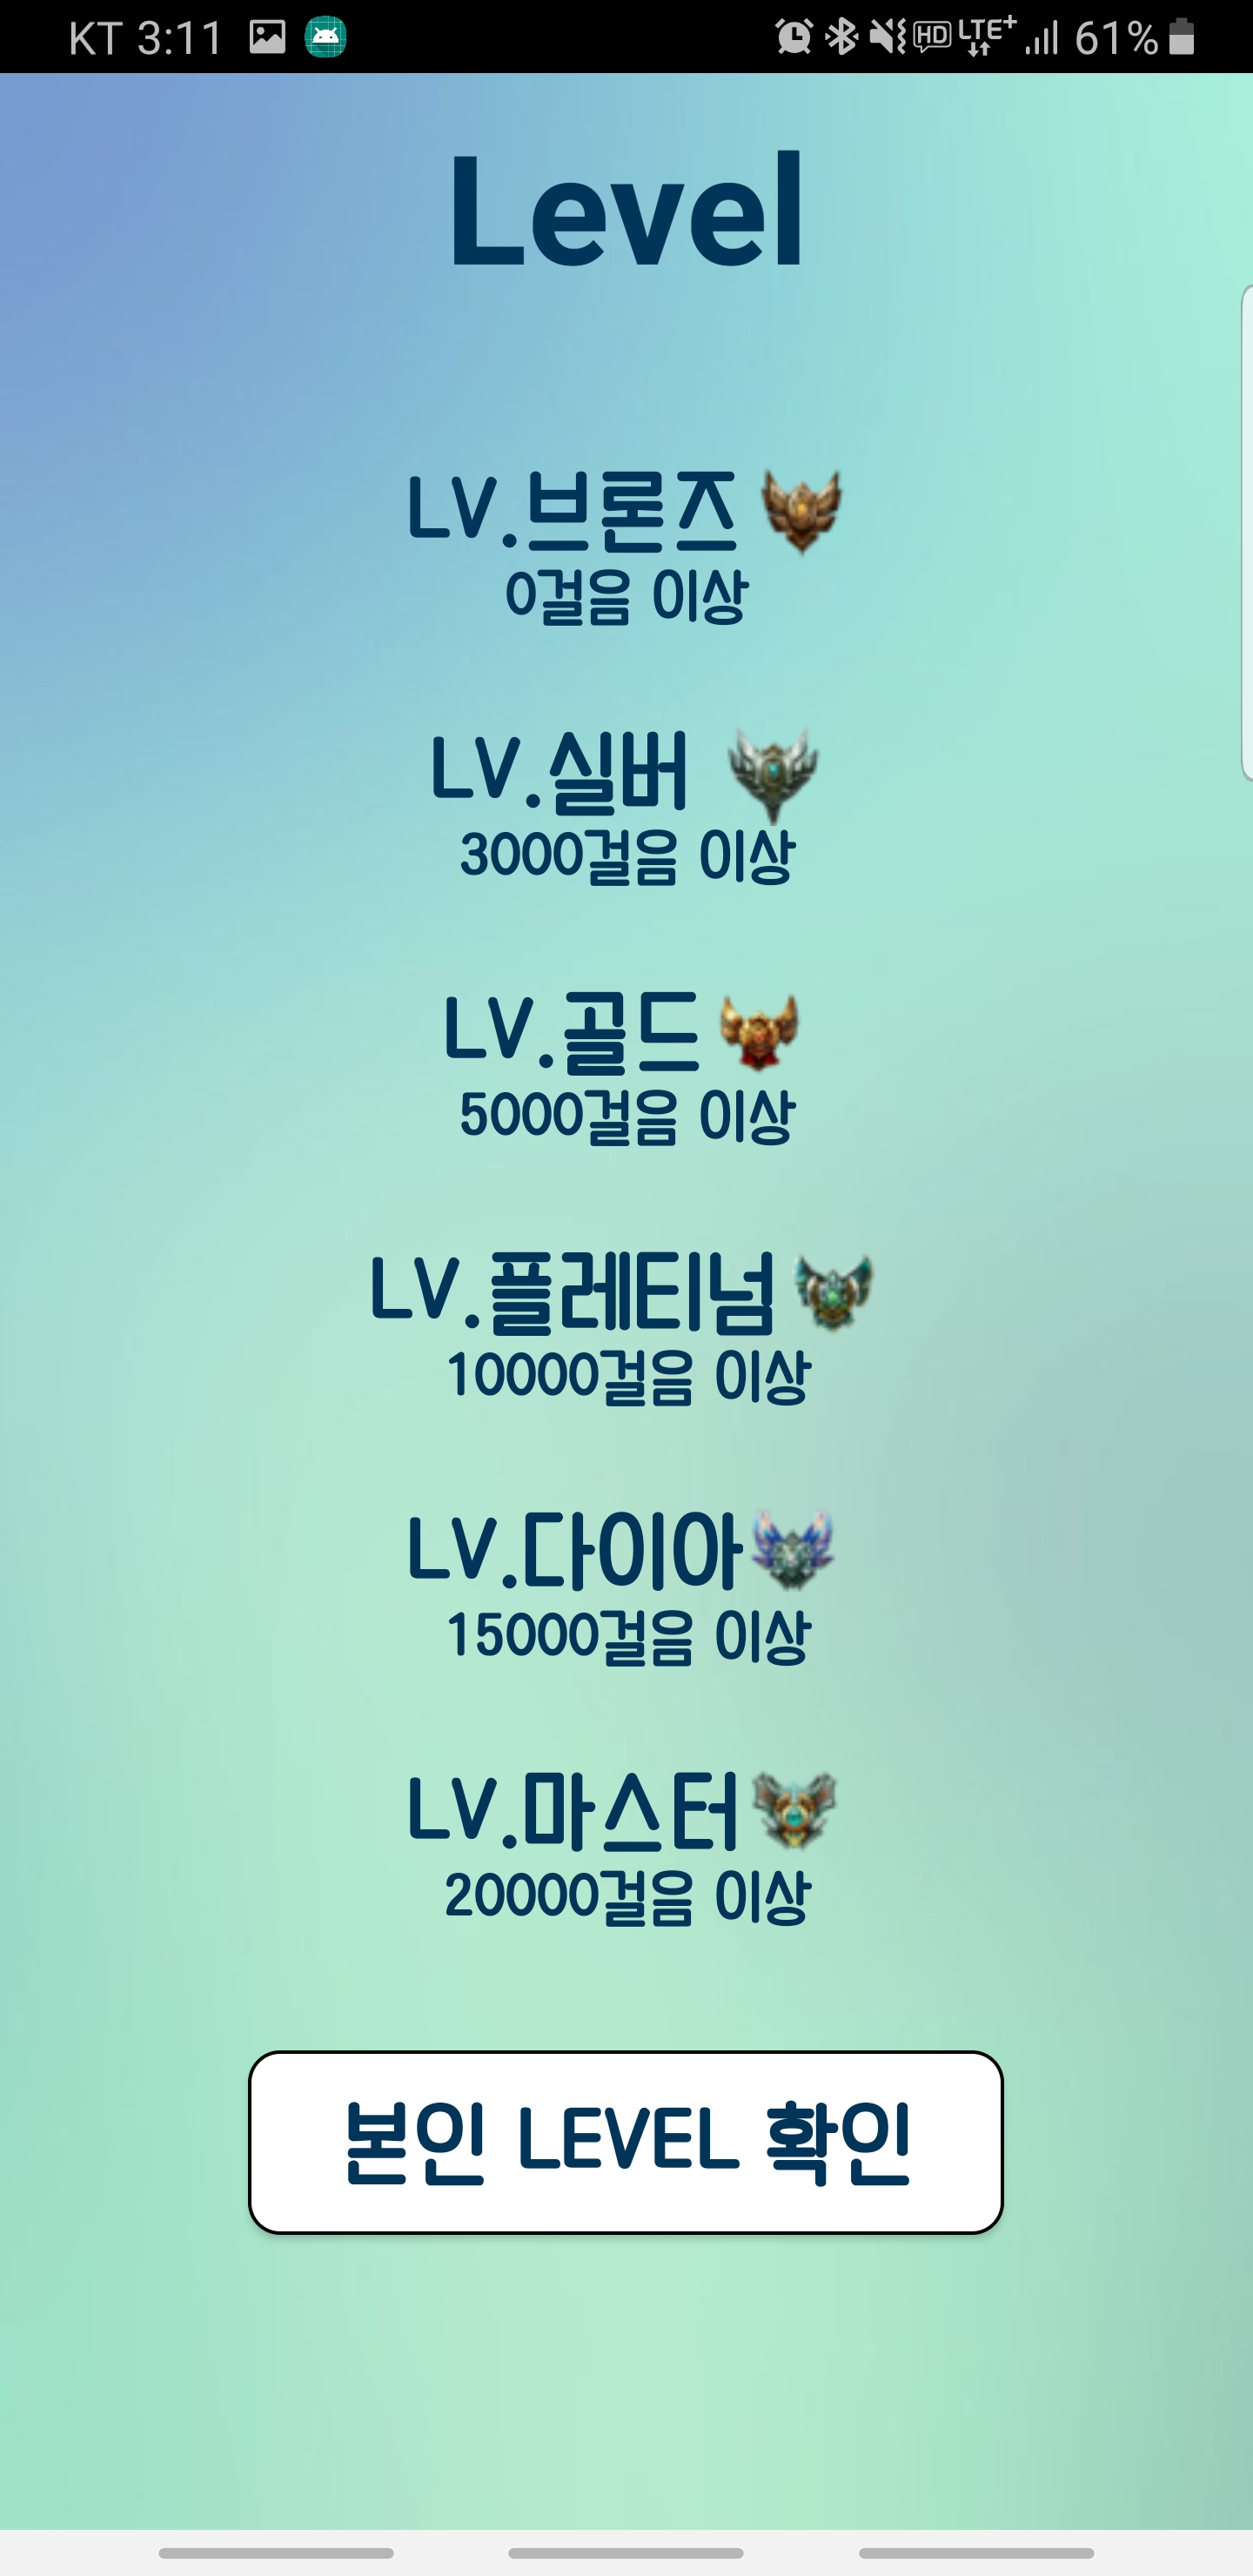 KT 3:11 HD LTE+ 61%
Level
LV.브론즈
0걸음 이상
LV.실버
3000걸음 이상
LV.골드
5000걸음 이상
LV.플레티넘
10000걸음 이상
LV.다이아
15000걸음 이상
LV.마스터
20000걸음 이상
본인 LEVEL 확인